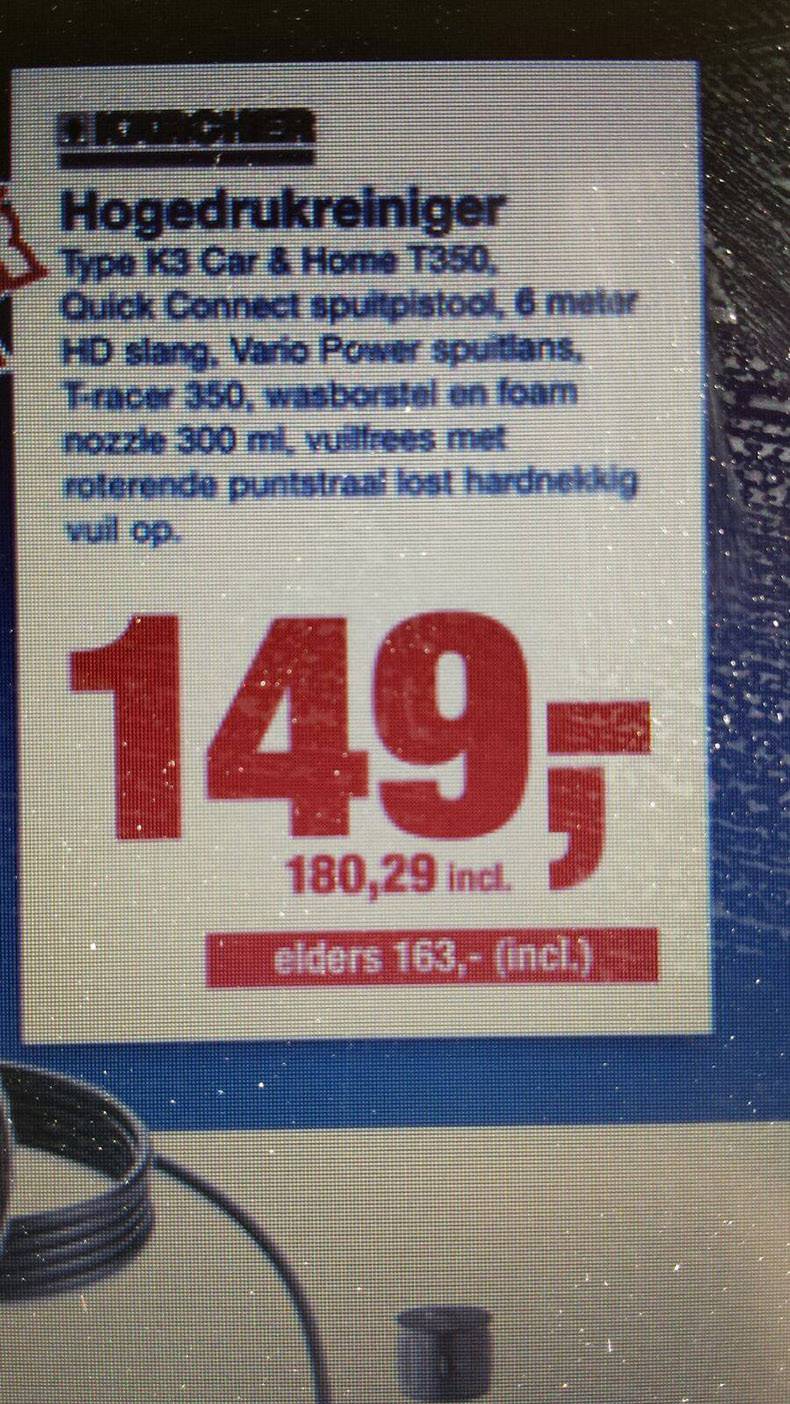 KÄRCHER
Hogedrukreiniger
Type K3 Car & Home T350,
Quick Connect spuitpistool, 6 meter
HD slang, Vario Power spuitlans,
T-racer 350, wasborstel en foam
nozzle 300 ml, vuilfrees met
roterende puntstraal lost hardnekkig
vuil op.
149,-
180,29 incl.
elders 163,- (incl.)